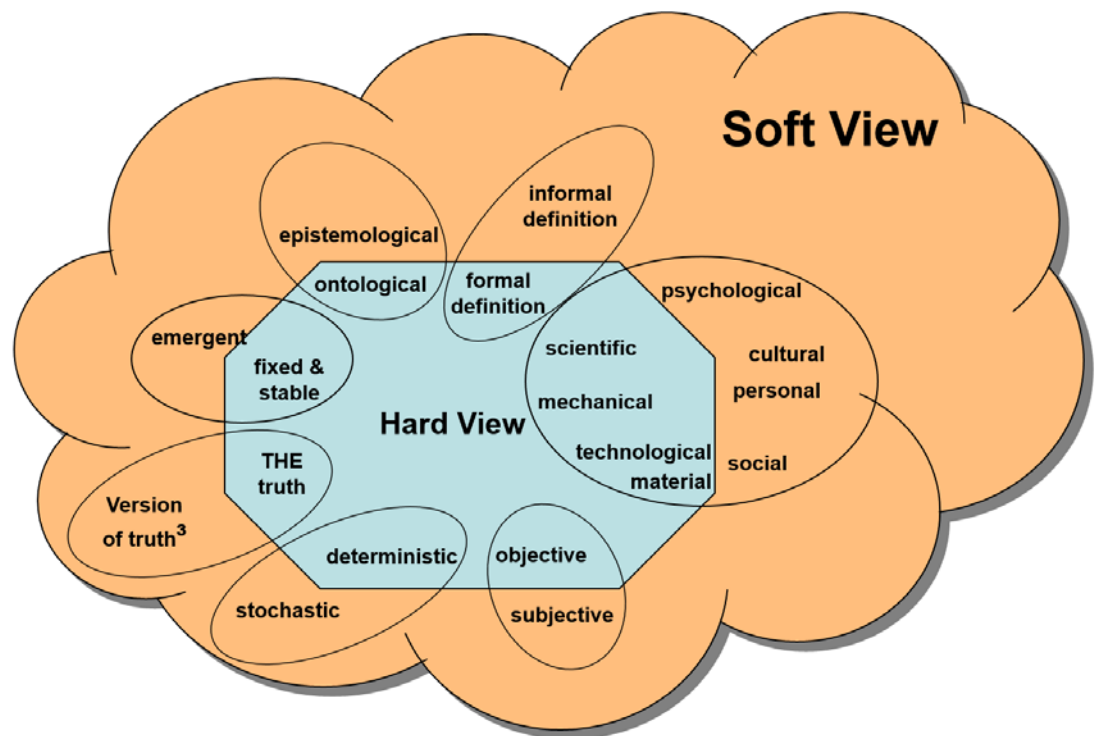 Soft View
informal
definition
epistemological
ontological
formal
definition
psychological
emergent
scientific
cultural
fixed &
stable
personal
mechanical
Hard View
technological
material
social
THE
truth
Version
of truth³
deterministic
objective
stochastic
subjective